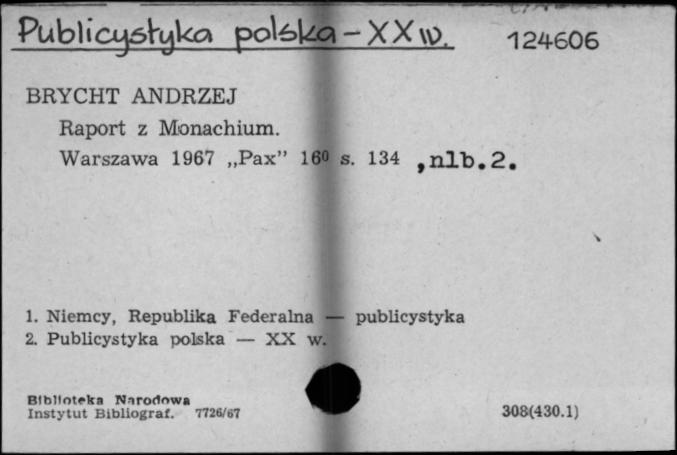 Publicystyka polska – XX w.
124606
BRYCHT ANDRZEJ
Raport z Monachium.
Warszawa 1967 „Pax” 16⁰ s. 134 , nlb. 2.
1. Niemcy, Republika Federalna — publicystyka
2. Publicystyka polska — XX w.
Biblioteka Narodowa
Instytut Bibliograf. 7726/67
308(430.1)